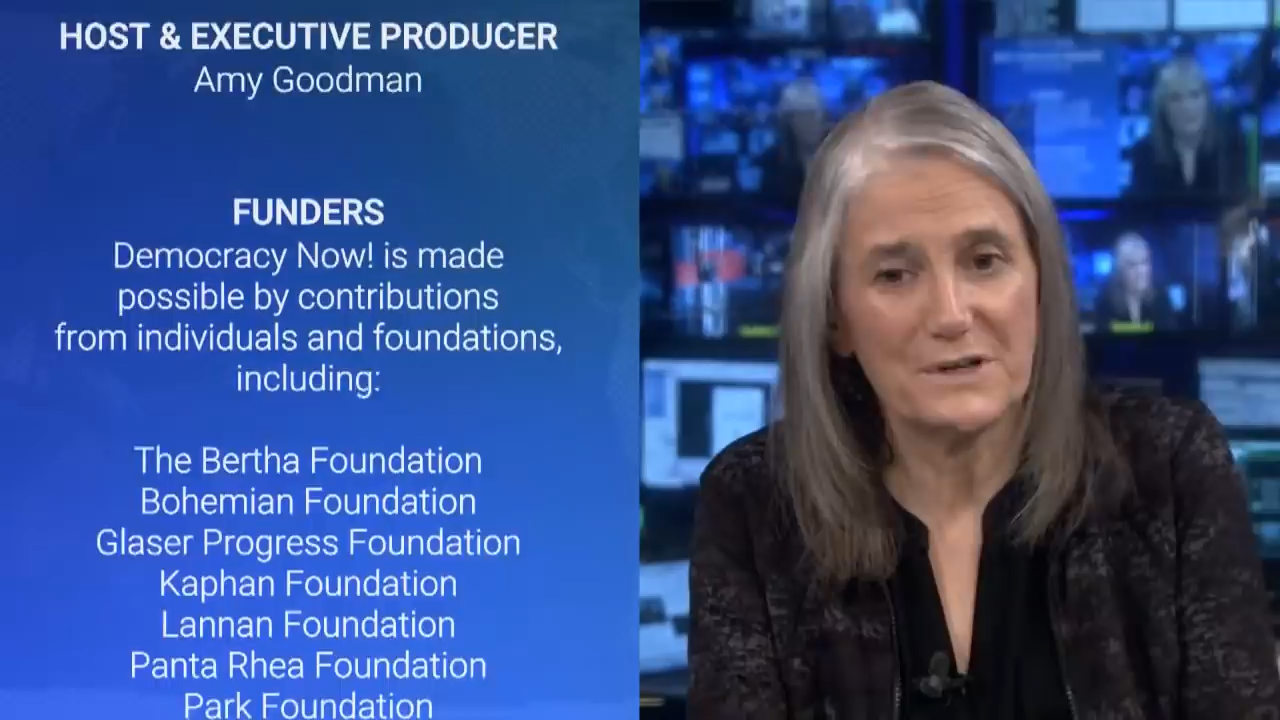 HOST & EXECUTIVE PRODUCER
Amy Goodman
FUNDERS
Democracy Now! is made
possible by contributions
from individuals and foundations,
including:
The Bertha Foundation
Bohemian Foundation
Glaser Progress Foundation
Kaphan Foundation
Lannan Foundation
Panta Rhea Foundation
Park Foundation